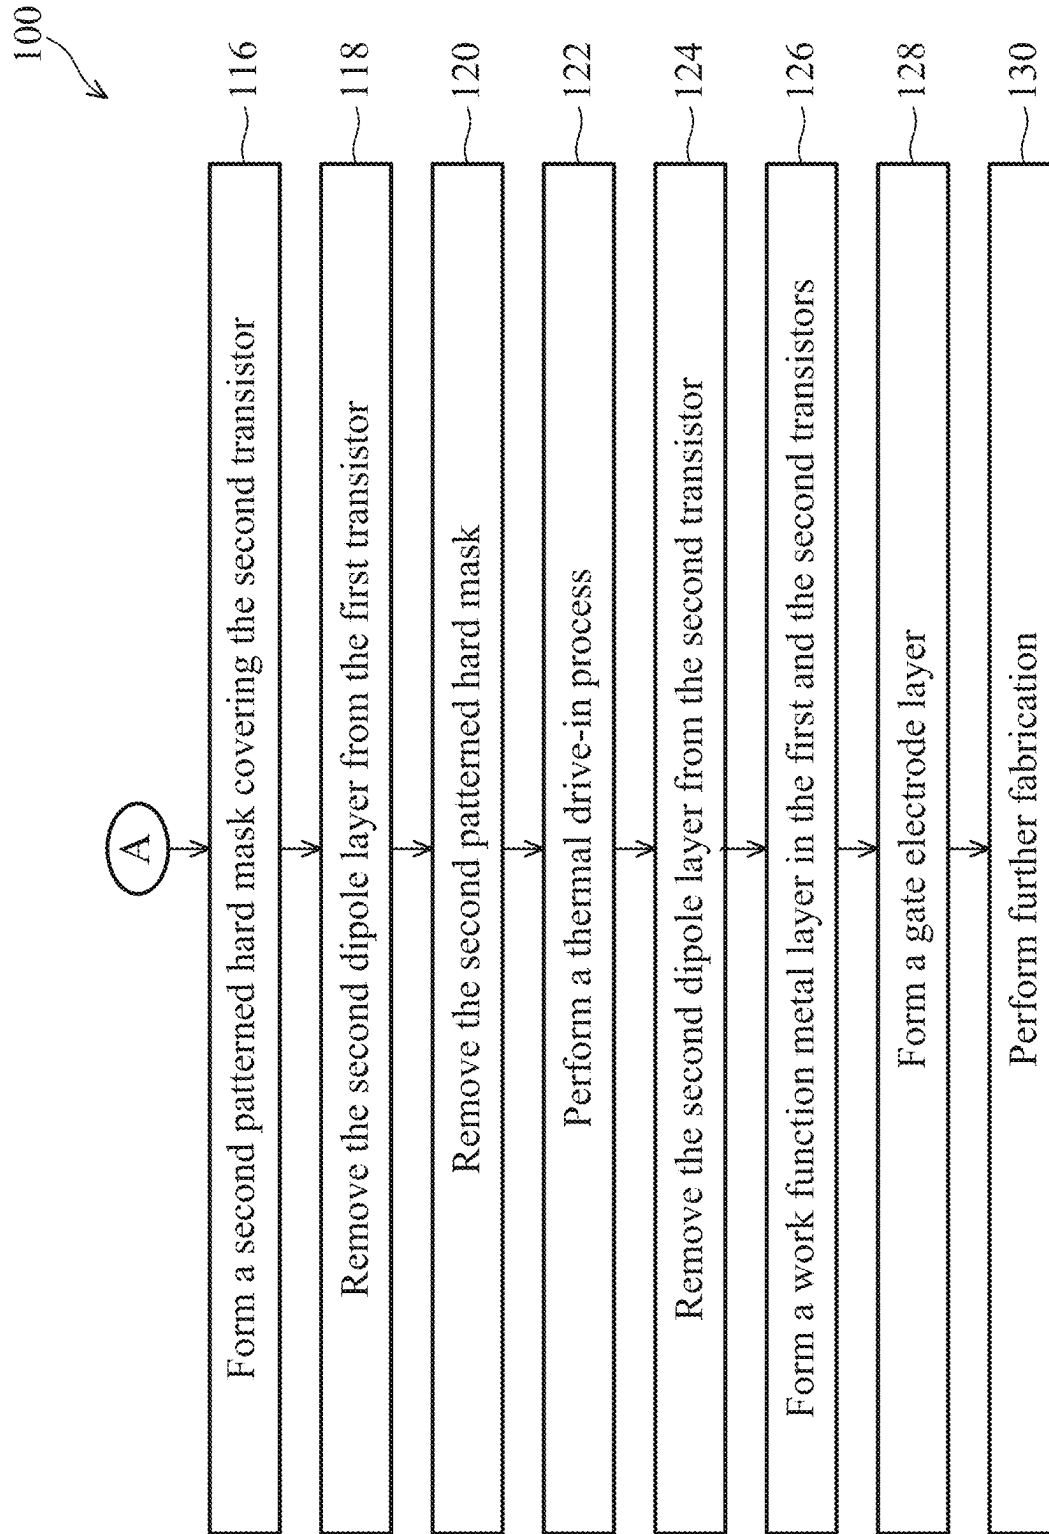 100
A
Form a second patterned hard mask covering the second transistor
116
Remove the second dipole layer from the first transistor
118
Remove the second patterned hard mask
120
Perform a thermal drive-in process
122
Remove the second dipole layer from the second transistor
124
Form a work function metal layer in the first and the second transistors
126
Form a gate electrode layer
128
Perform further fabrication
130